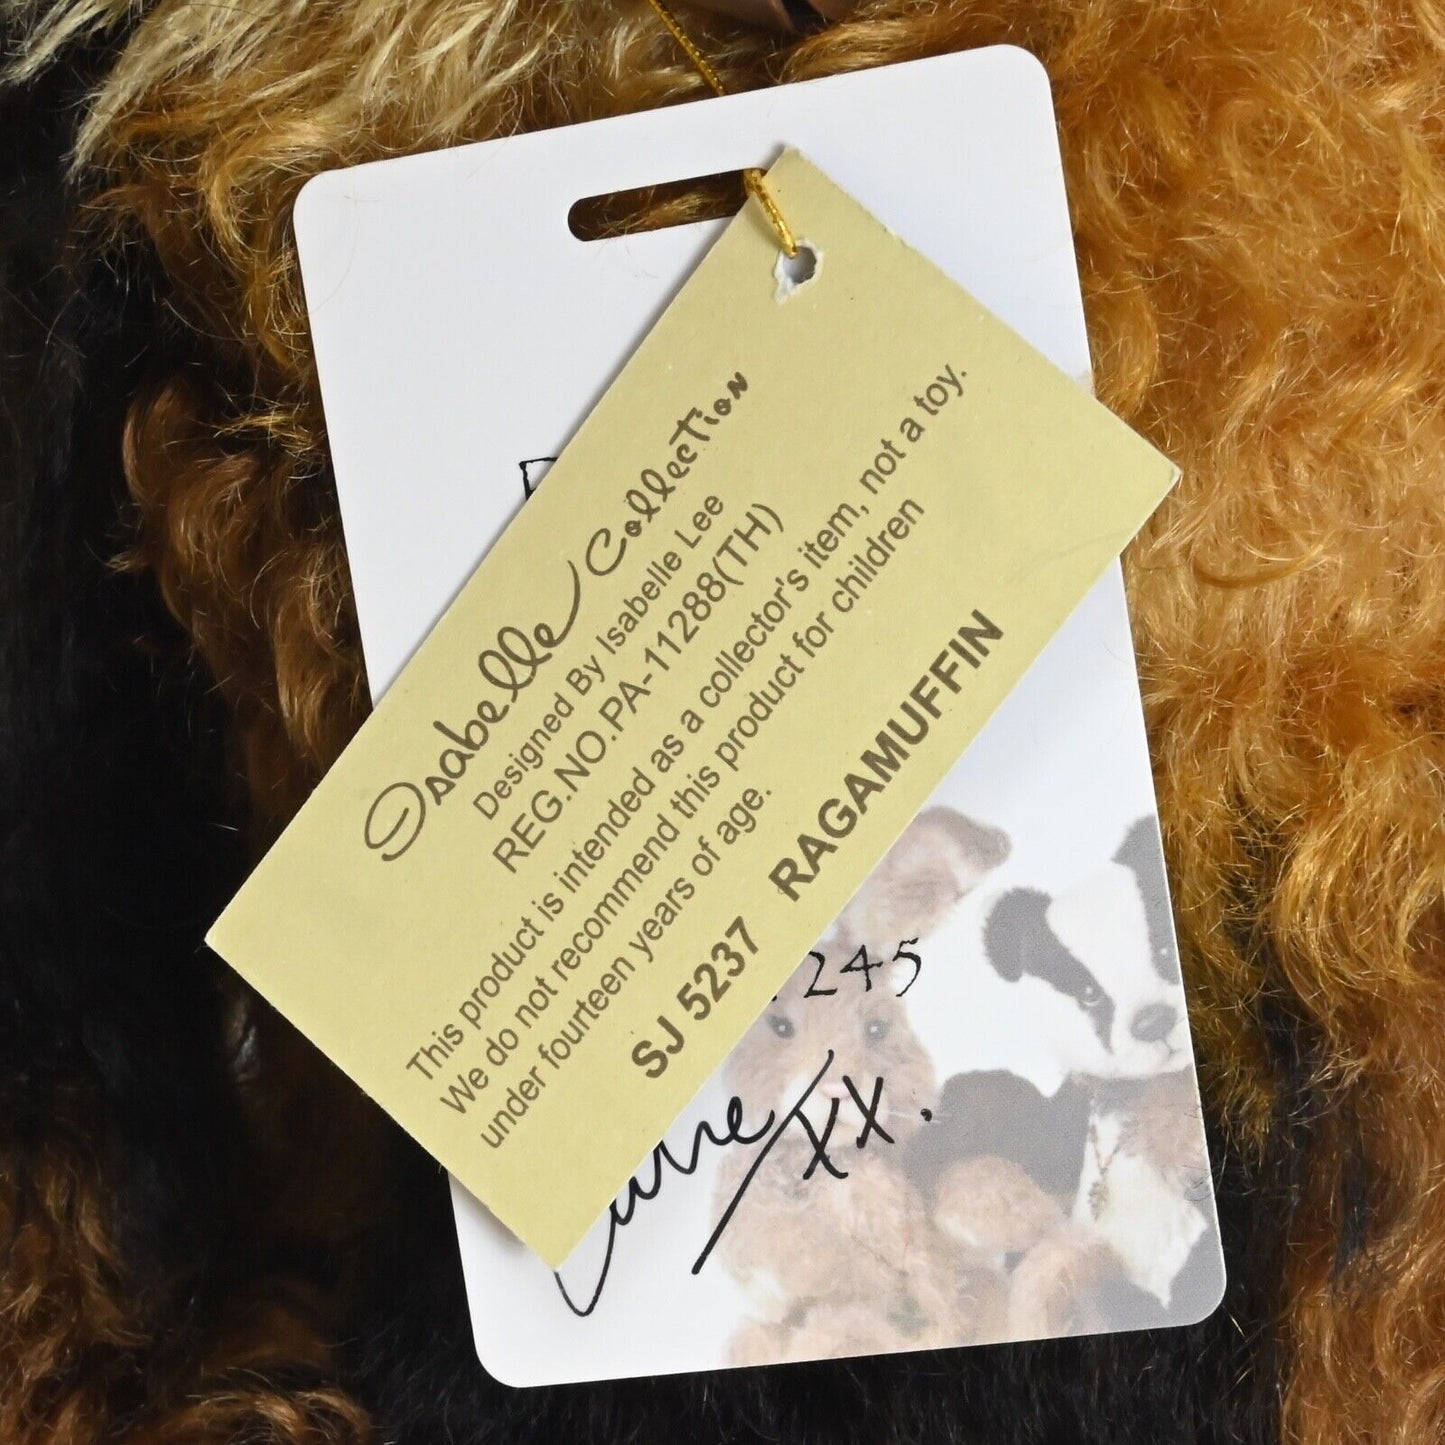 Isabelle Collection
Designed By Isabelle Lee
REG.NO.PA-11288(TH)
This product is intended as a collector's item, not a toy.
We do not recommend this product for children
under fourteen years of age.
SJ 5237 RAGAMUFFIN
245
xx.